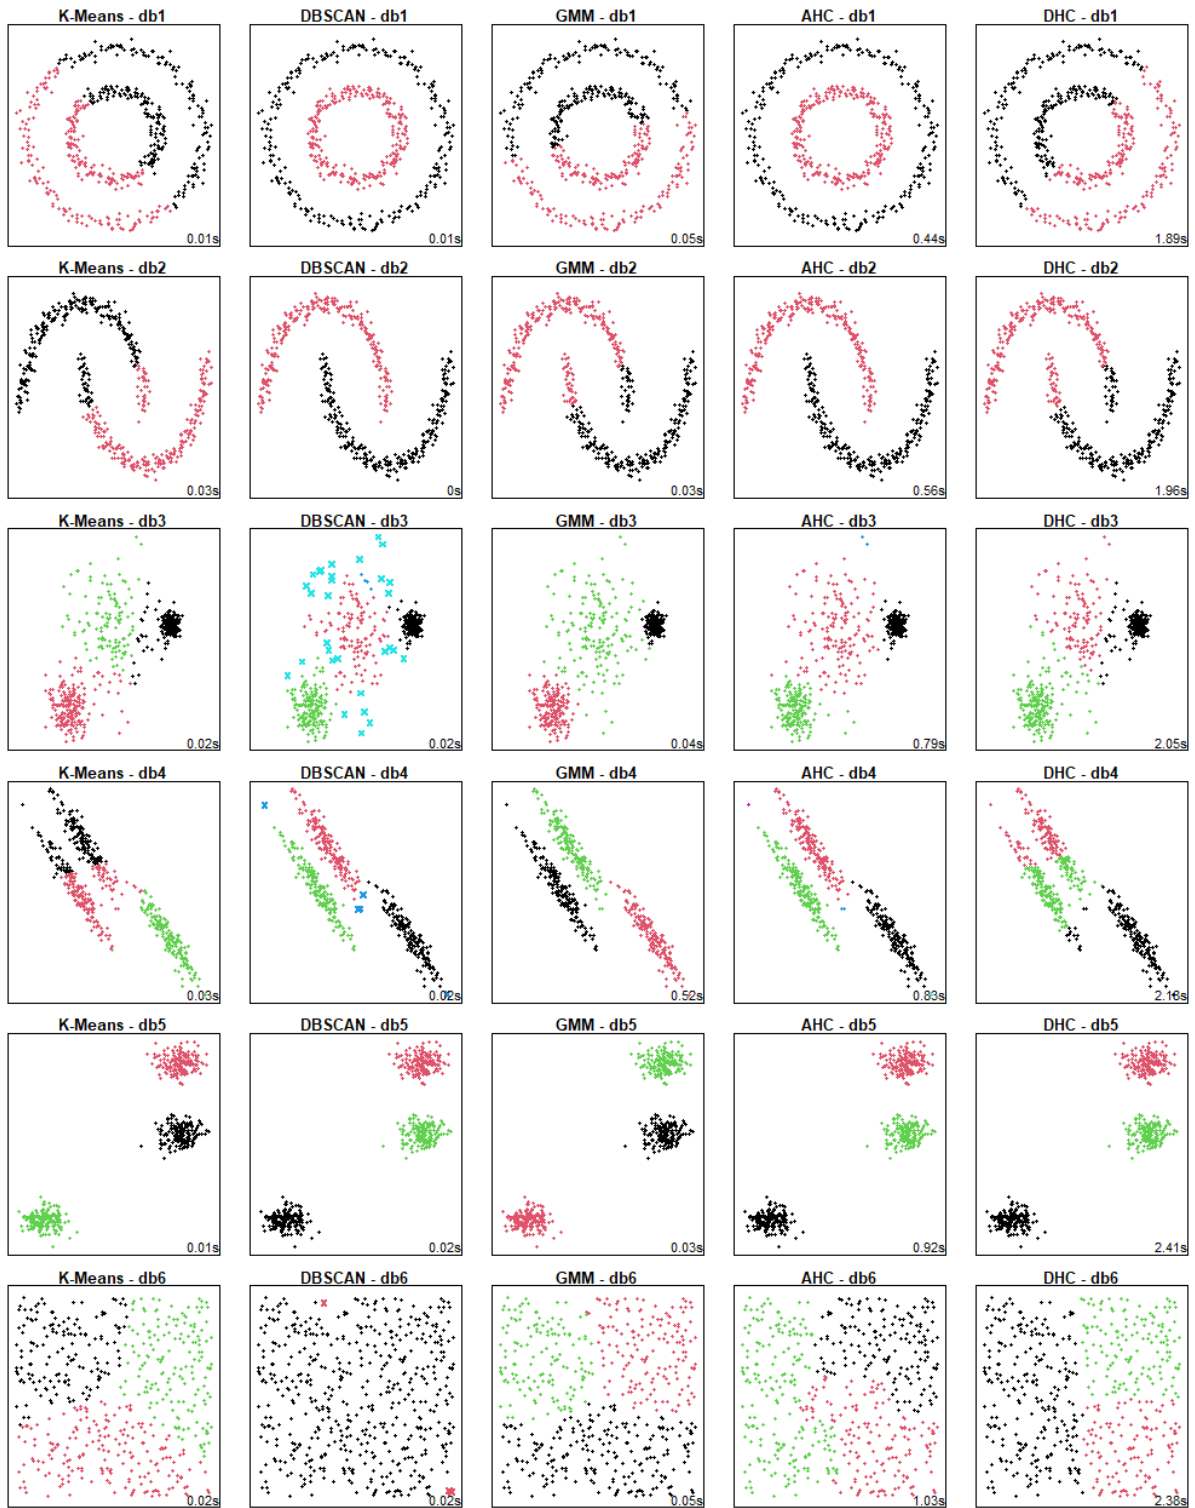 K-Means - db1
DBSCAN - db1
GMM - db1
AHC - db1
DHC - db1
0.01s
0.01s
0.05s
0.44s
1.89s
K-Means - db2
DBSCAN - db2
GMM - db2
AHC - db2
DHC - db2
0.03s
0s
0.03s
0.56s
1.96s
K-Means - db3
DBSCAN - db3
GMM - db3
AHC - db3
DHC - db3
0.02s
0.02s
0.04s
0.79s
2.05s
K-Means - db4
DBSCAN - db4
GMM - db4
AHC - db4
DHC - db4
0.03s
0.02s
0.52s
0.83s
2.13s
K-Means - db5
DBSCAN - db5
GMM - db5
AHC - db5
DHC - db5
0.01s
0.02s
0.03s
0.92s
2.41s
K-Means - db6
DBSCAN - db6
GMM - db6
AHC - db6
DHC - db6
0.02s
0.02s
0.05s
1.03s
2.38s